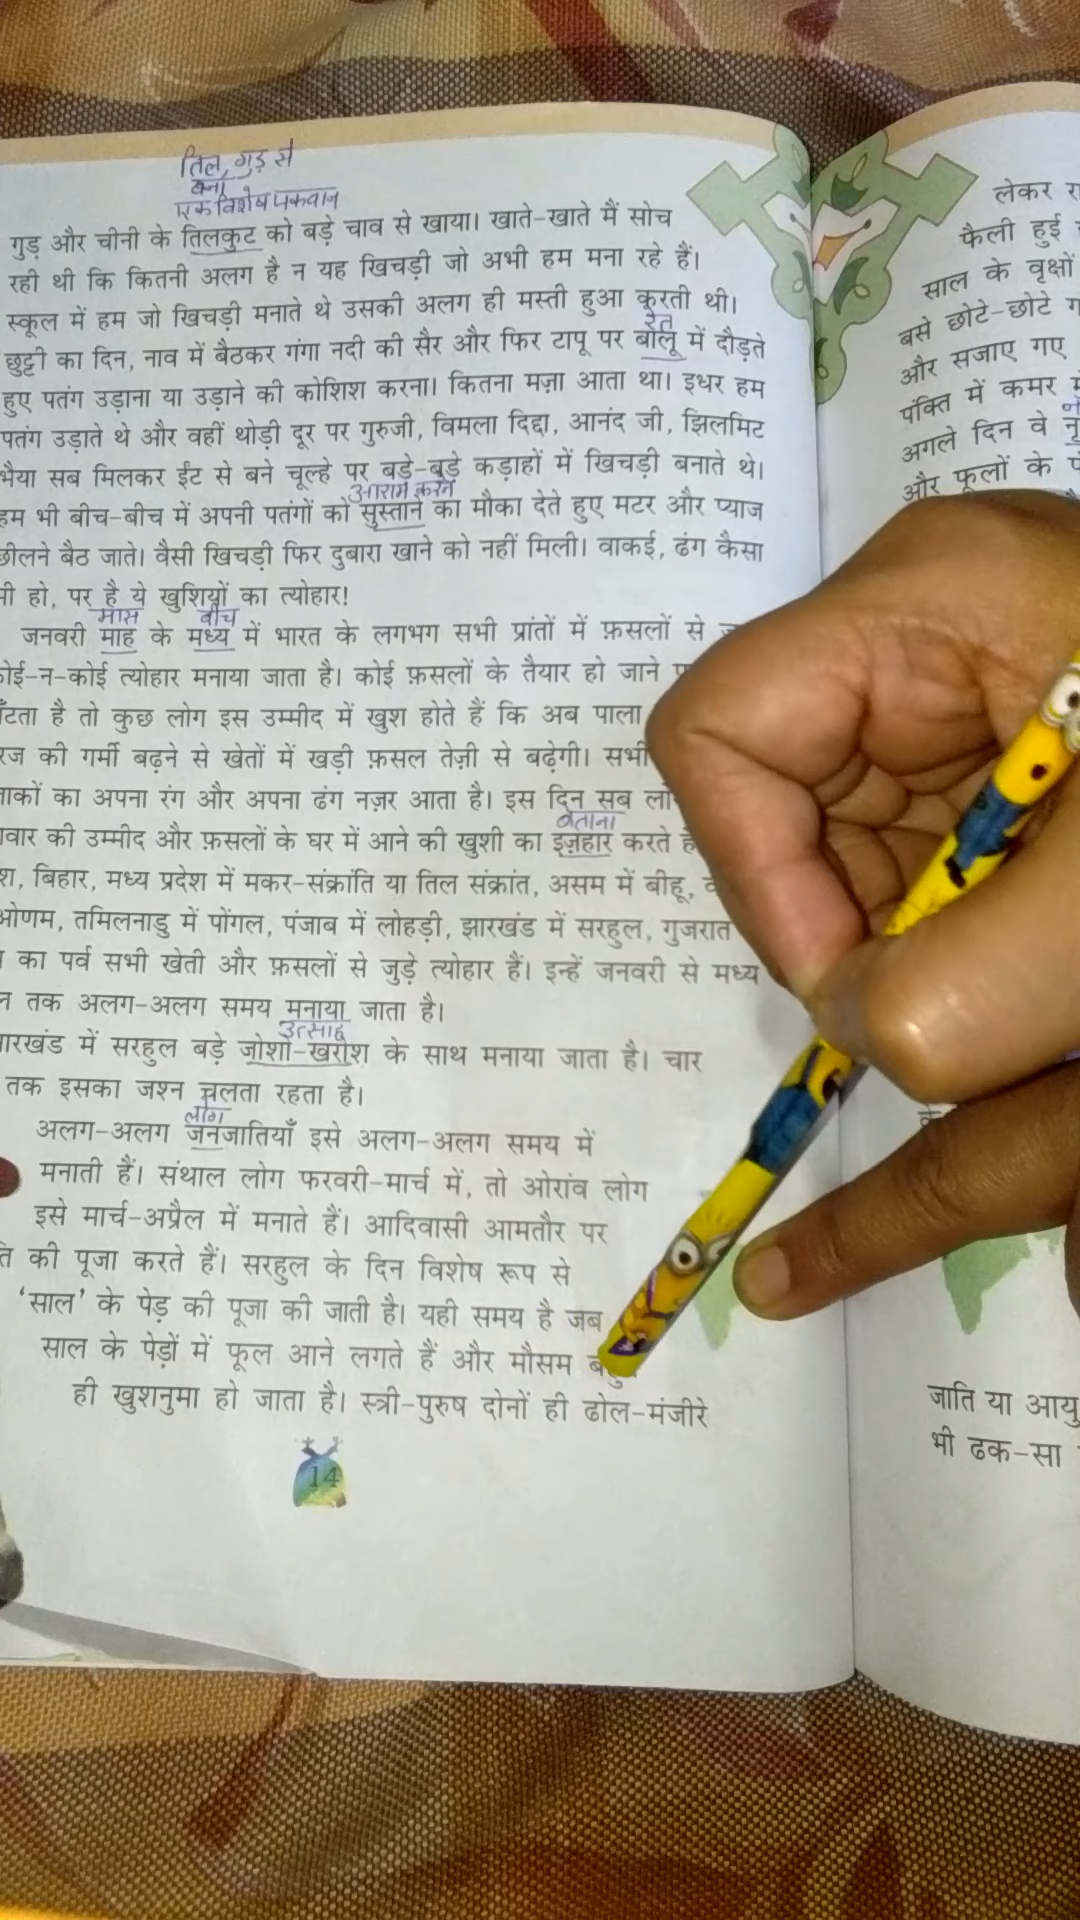 तिल, गुड़ से
बना
एक विशेष पकवान
गुड़ और चीनी के तिलकुट को बड़े चाव से खाया। खाते-खाते मैं सोच
रही थी कि कितनी अलग है न यह खिचड़ी जो अभी हम मना रहे हैं।
स्कूल में हम जो खिचड़ी मनाते थे उसकी अलग ही मस्ती हुआ करती थी।
रेत
छुट्टी का दिन, नाव में बैठकर गंगा नदी की सैर और फिर टापू पर बालू में दौड़ते
हुए पतंग उड़ाना या उड़ाने की कोशिश करना। कितना मज़ा आता था। इधर हम
पतंग उड़ाते थे और वहीं थोड़ी दूर पर गुरुजी, विमला दिद्दा, आनंद जी, झिलमिट
भैया सब मिलकर ईंट से बने चूल्हे पर बड़े-बड़े कड़ाहों में खिचड़ी बनाते थे।
आराम करने
हम भी बीच-बीच में अपनी पतंगों को सुस्ताने का मौका देते हुए मटर और प्याज
छीलने बैठ जाते। वैसी खिचड़ी फिर दुबारा खाने को नहीं मिली। वाकई, ढंग कैसा
भी हो, पर है ये खुशियों का त्योहार!
मास बीच
जनवरी माह के मध्य में भारत के लगभग सभी प्रांतों में फ़सलों से
कोई-न-कोई त्योहार मनाया जाता है। कोई फ़सलों के तैयार हो जाने
है तो कुछ लोग इस उम्मीद में खुश होते हैं कि अब पाला
की गर्मी बढ़ने से खेतों में खड़ी फ़सल तेज़ी से बढ़ेगी। सभी
का अपना रंग और अपना ढंग नज़र आता है। इस दिन सब
बताना
की उम्मीद और फ़सलों के घर में आने की खुशी का इज़हार करते
बिहार, मध्य प्रदेश में मकर-संक्रांति या तिल संक्रांत, असम में बीहू,
ओणम, तमिलनाडु में पोंगल, पंजाब में लोहड़ी, झारखंड में सरहुल, गुजरात
का पर्व सभी खेती और फ़सलों से जुड़े त्योहार हैं। इन्हें जनवरी से मध्य
तक अलग-अलग समय मनाया जाता है।
उत्साह
झारखंड में सरहुल बड़े जोशो-खरोश के साथ मनाया जाता है। चार
तक इसका जश्न चलता रहता है।
लोग
अलग-अलग जनजातियाँ इसे अलग-अलग समय में
मनाती हैं। संथाल लोग फरवरी-मार्च में, तो ओरांव लोग
इसे मार्च-अप्रैल में मनाते हैं। आदिवासी आमतौर पर
की पूजा करते हैं। सरहुल के दिन विशेष रूप से
'साल' के पेड़ की पूजा की जाती है। यही समय है जब
साल के पेड़ों में फूल आने लगते हैं और मौसम
ही खुशनुमा हो जाता है। स्त्री-पुरुष दोनों ही ढोल-मंजीरे
14
लेकर
फैली हुई
साल के वृक्षों
बसे छोटे-छोटे
और सजाए गए
पंक्ति में कमर
अगले दिन वे
और फूलों के
जाति या
भी ढक-सा